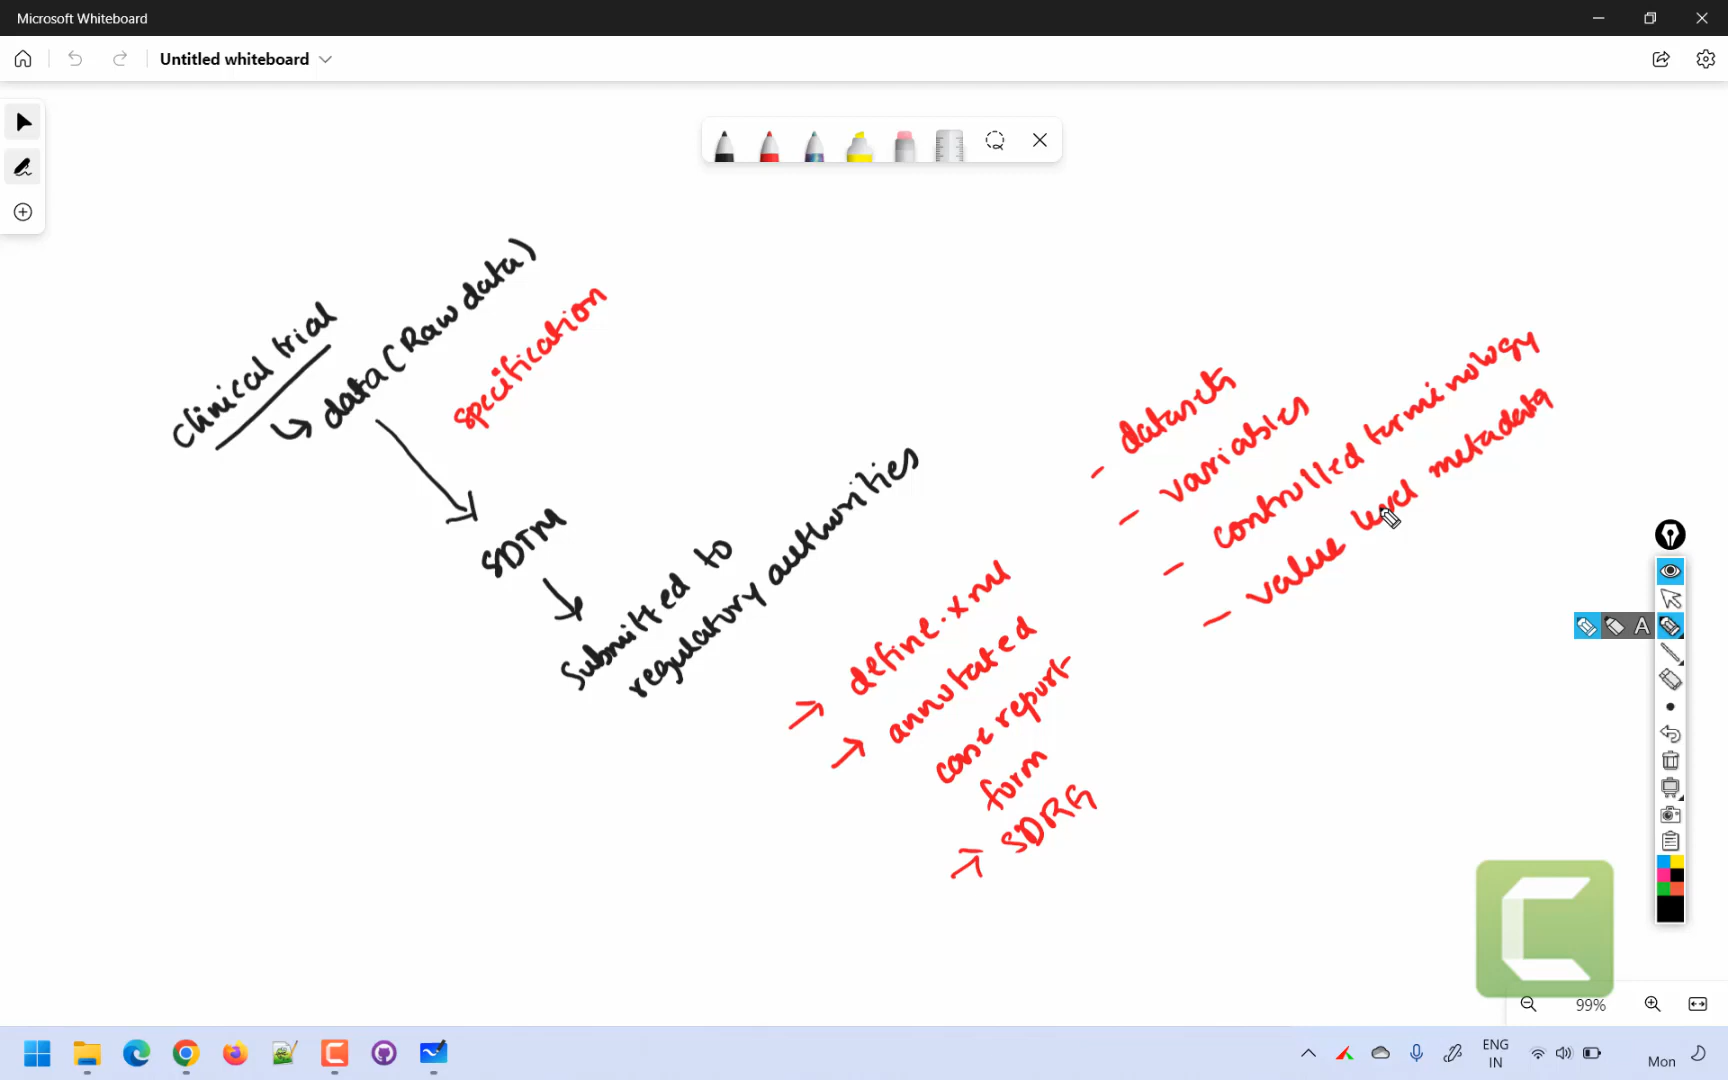 Microsoft Whiteboard
Untitled whiteboard
clinical trial
data (Raw data)
specification
SDTM
Submitted to
regulatory authorities
→ define.xml
→ annotated
case report
form
→ SDRG
- datasets
- variables
- controlled terminology
- value level metadata
A
99%
ENG
IN
Mon